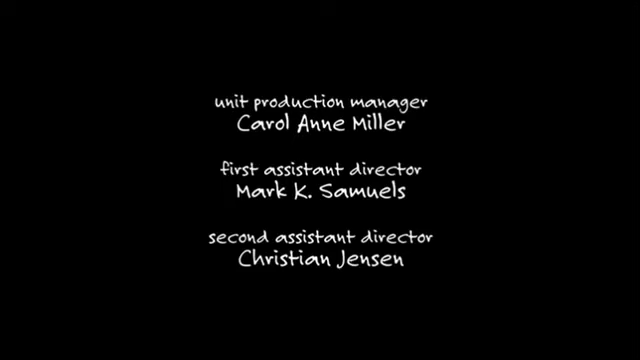 unit production manager
Carol Anne Miller
first assistant director
Mark K. Samuels
second assistant director
Christian Jensen